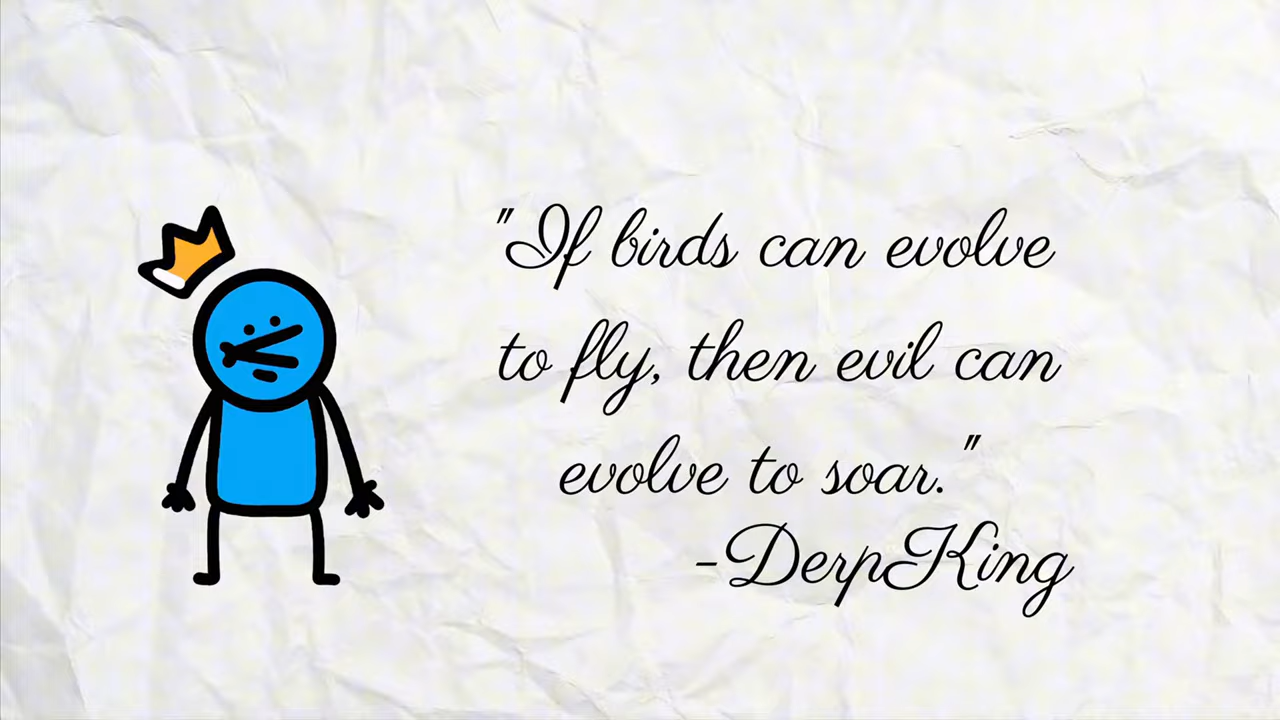 "If birds can evolve
to fly, then evil can
evolve to soar."
-DerpKing